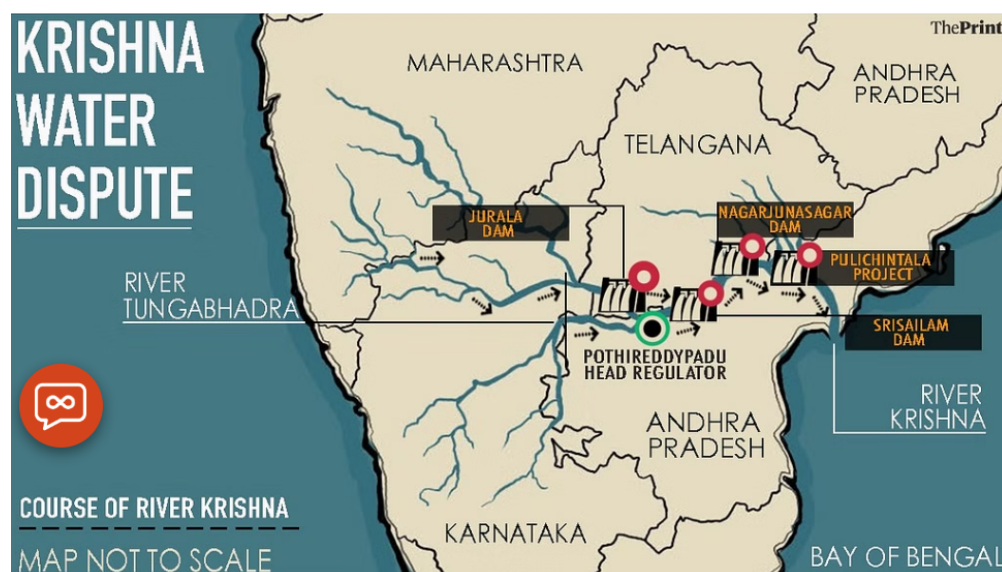 KRISHNA
WATER
DISPUTE
ThePrint
MAHARASHTRA
ANDHRA
PRADESH
TELANGANA
JURALA
DAM
NAGARJUNASAGAR
DAM
PULICHINTALA
PROJECT
RIVER
TUNGABHADRA
SRISAILAM
DAM
POTHIREDDYPADU
HEAD REGULATOR
RIVER
KRISHNA
ANDHRA
PRADESH
COURSE OF RIVER KRISHNA
KARNATAKA
MAP NOT TO SCALE
BAY OF BENGAL